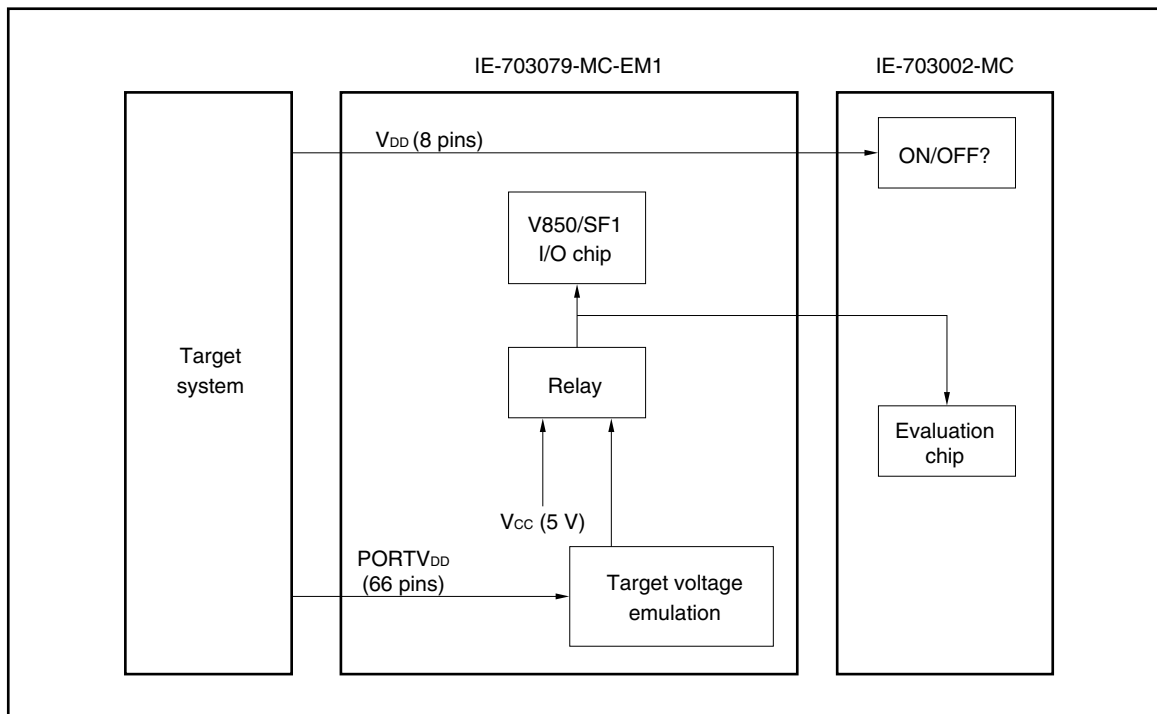 IE-703079-MC-EM1
IE-703002-MC
VDD (8 pins)
ON/OFF?
V850/SF1
I/O chip
Target
system
Relay
Evaluation
chip
VCC (5 V)
PORTVDD
(66 pins)
Target voltage
emulation